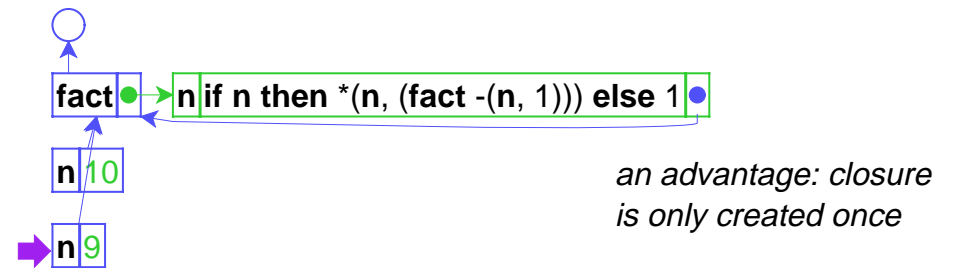 fact n if n then *(n, (fact -(n, 1))) else 1
n 10
an advantage: closure
is only created once
n 9